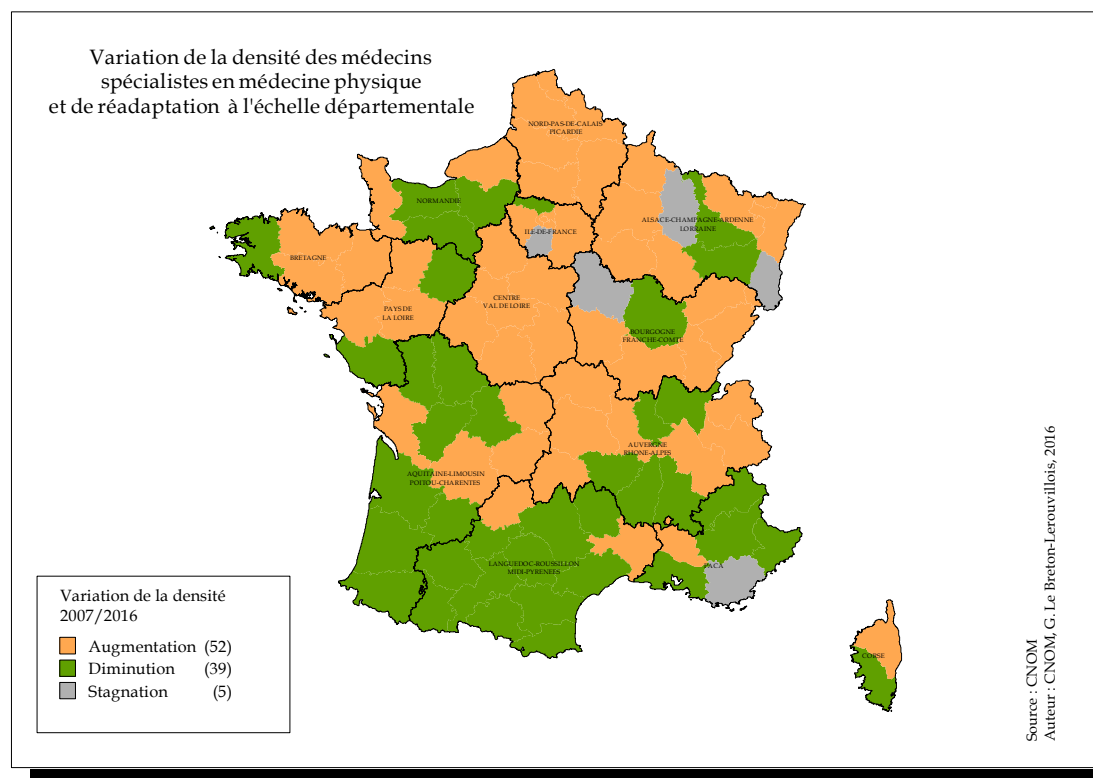 Variation de la densité des médecins
spécialistes en médecine physique
et de réadaptation à l'échelle départementale
NORD-PAS-DE-CALAIS
PICARDIE
NORMANDIE
ALSACE-CHAMPAGNE-ARDENNE
LORRAINE
ILE-DE-FRANCE
BRETAGNE
CENTRE
VAL DE LOIRE
PAYS DE
LA LOIRE
BOURGOGNE
FRANCHE-COMTE
AUVERGNE
RHONE-ALPES
AQUITAINE-LIMOUSIN
POITOU-CHARENTES
LANGUEDOC-ROUSSILLON
MIDI-PYRENEES
PACA
CORSE
Variation de la densité
2007/2016
Augmentation (52)
Diminution (39)
Stagnation (5)
Source : CNOM
Auteur : CNOM, G. Le Breton-Lerouvillois, 2016